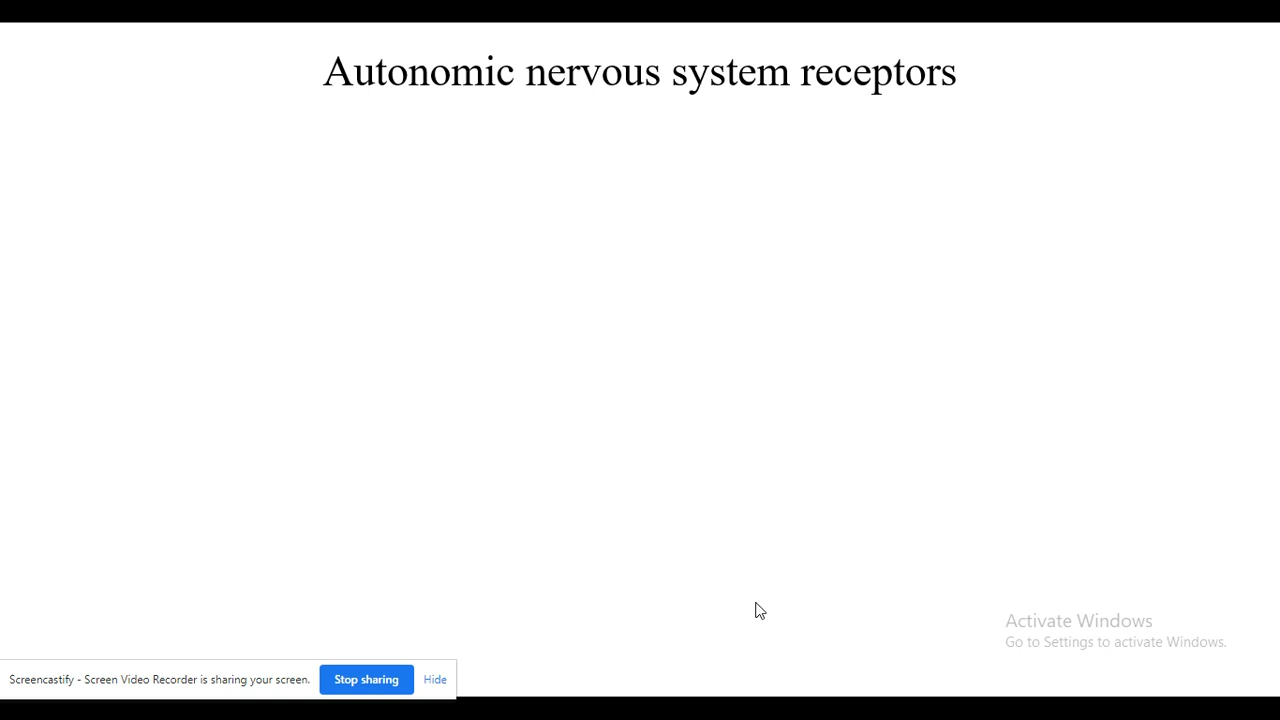 Autonomic nervous system receptors
Activate Windows
Go to Settings to activate Windows.
Screencastify - Screen Video Recorder is sharing your screen. Stop sharing Hide